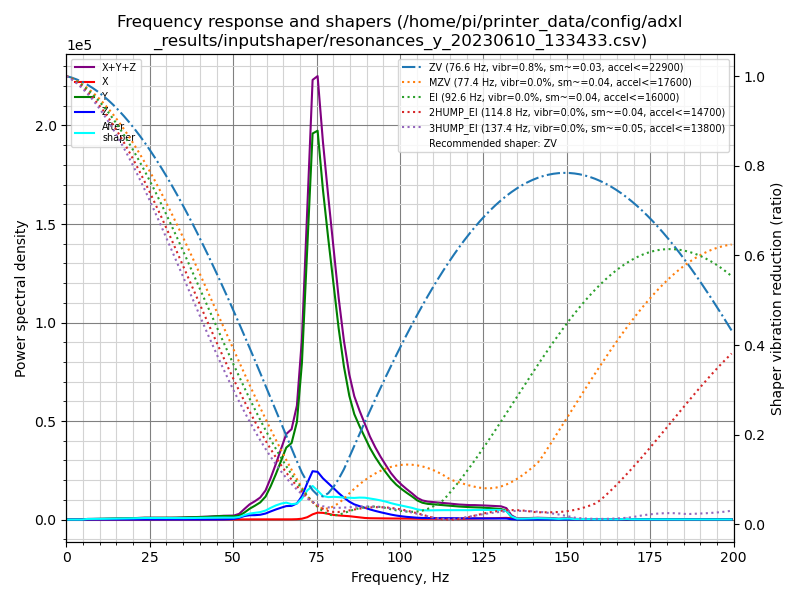 Frequency response and shapers (/home/pi/printer_data/config/adxl
_results/inputshaper/resonances_y_20230610_133433.csv)
1e5
X+Y+Z
X
Y
Z
After
shaper
ZV (76.6 Hz, vibr=0.8%, sm~=0.03, accel<=22900)
MZV (77.4 Hz, vibr=0.0%, sm~=0.04, accel<=17600)
EI (92.6 Hz, vibr=0.0%, sm~=0.04, accel<=16000)
2HUMP_EI (114.8 Hz, vibr=0.0%, sm~=0.04, accel<=14700)
3HUMP_EI (137.4 Hz, vibr=0.0%, sm~=0.05, accel<=13800)
Recommended shaper: ZV
Power spectral density
2.0
1.5
1.0
0.5
0.0
1.0
0.8
0.6
0.4
0.2
0.0
Shaper vibration reduction (ratio)
0 25 50 75 100 125 150 175 200
Frequency, Hz